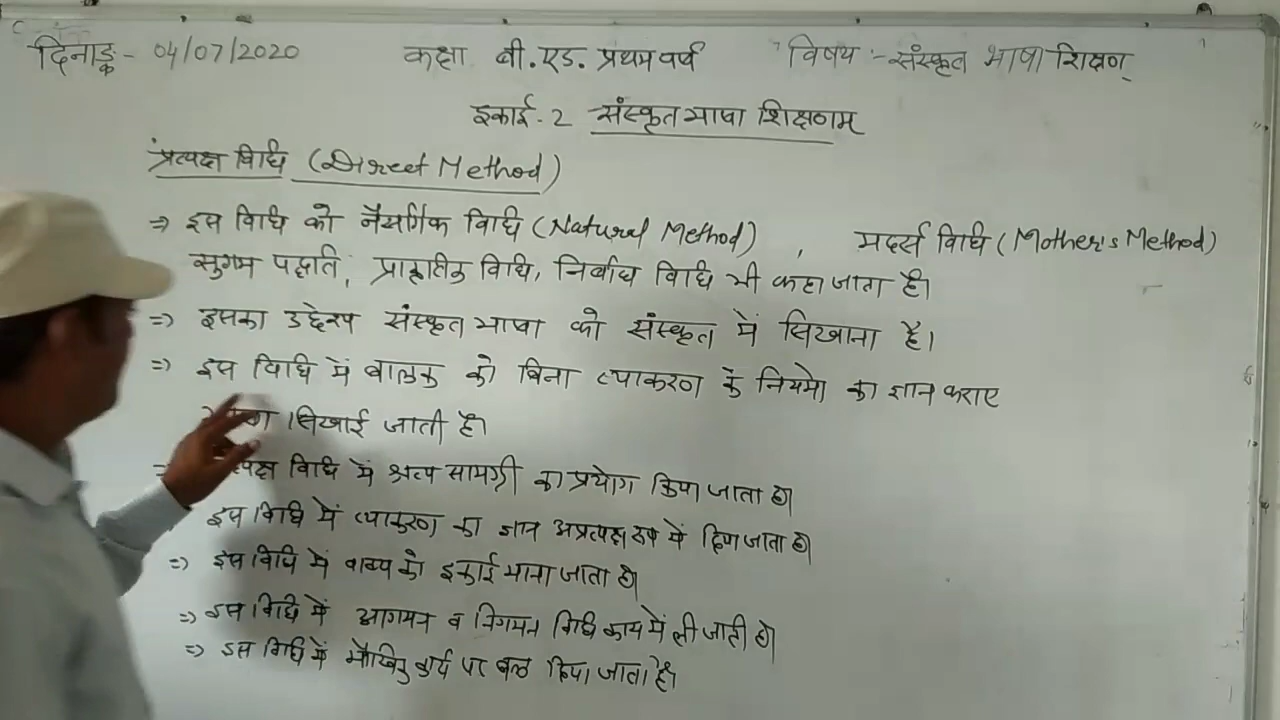 दिनाङ्क - 04/07/2020 कक्षा बी.एड. प्रथम वर्ष विषय :- संस्कृत भाषा शिक्षण
इकाई - 2 संस्कृत भाषा शिक्षणम्
प्रत्यक्ष विधि (Direct Method)
⇒ इस विधि को नैसर्गिक विधि (Natural Method) , मदर्स विधि (Mother's Method)
सुगम पद्धति, प्राकृतिक विधि, निर्बाध विधि भी कहा जाता है।
⇒ इसका उद्देश्य संस्कृत भाषा को संस्कृत में सिखाना है।
⇒ इस विधि में बालक को बिना व्याकरण के नियमो का ज्ञान कराए
सिखाई जाती है।
विधि में श्रव्य सामग्री का प्रयोग किया जाता है।
इस विधि में व्याकरण का ज्ञान अप्रत्यक्ष रूप में दिया जाता है।
⇒ इस विधि में वाक्य को इकाई माना जाता है।
⇒ इस विधि में आगमन व निगमन विधि काय में ली जाती है।
⇒ इस विधि में मौखिक कार्य पर बल दिया जाता है।